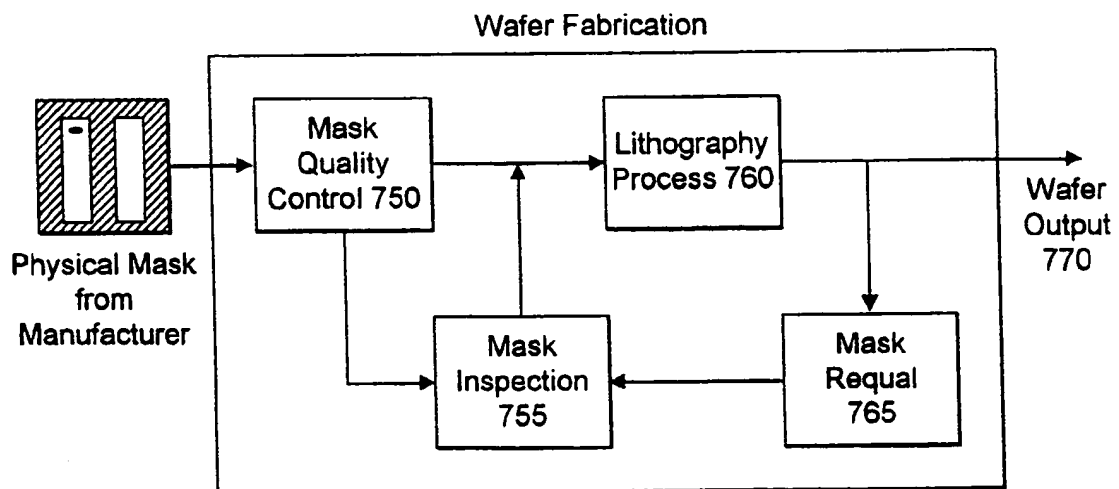 Wafer Fabrication
Mask
Quality
Control 750
Lithography
Process 760
Wafer
Output
770
Physical Mask
from
Manufacturer
Mask
Inspection
755
Mask
Requal
765